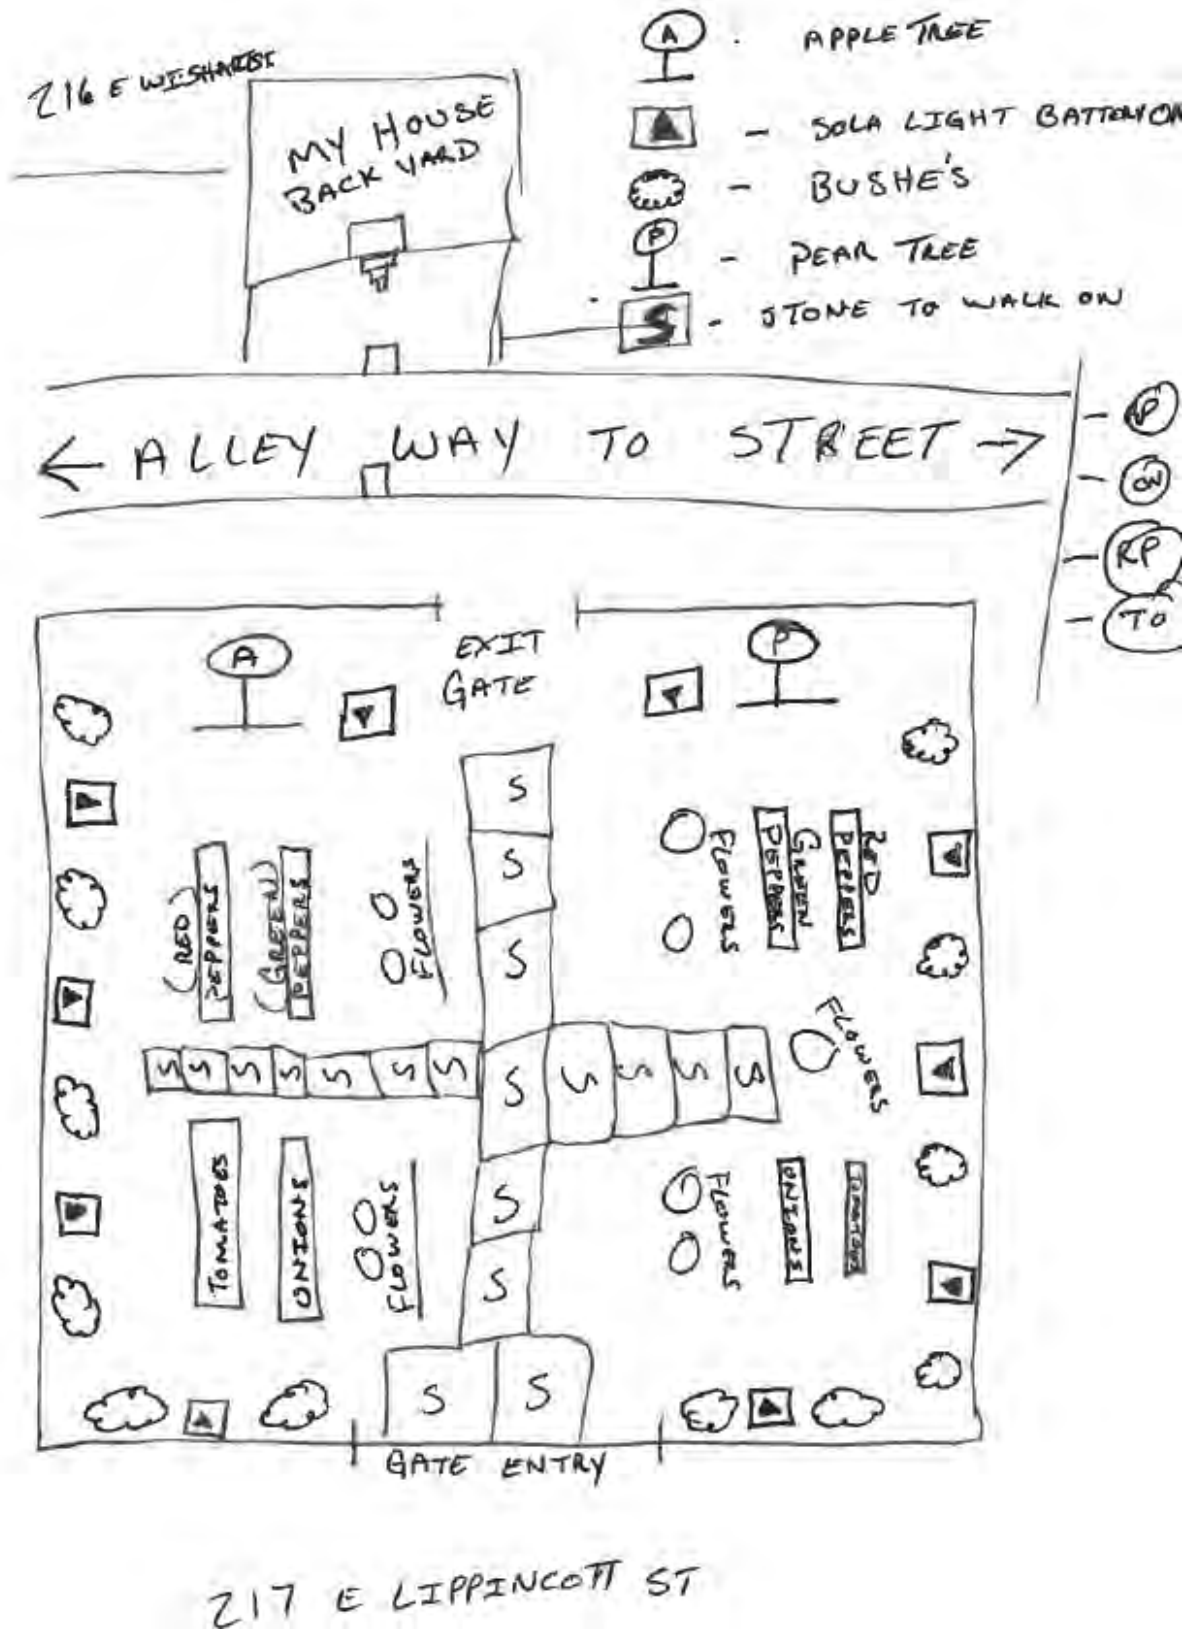 216 E WISHART ST
MY HOUSE
BACK YARD
A . APPLE TREE
- SOLA LIGHT BATTERY ON
- BUSHE'S
P - PEAR TREE
S - STONE TO WALK ON
← ALLEY WAY TO STREET →
- ON
- RP
- TO
A
P
EXIT
GATE
S
S
S
(RED)
PEPPERS
(GREEN)
PEPPERS
FLOWERS
FLOWERS
GREEN
PEPPERS
RED
PEPPERS
FLOWERS
S S S S S S S S S S S S
TOMATOES
ONIONS
FLOWERS
S
S
FLOWERS
ONIONS
TOMATOES
S S
GATE ENTRY
217 E LIPPINCOTT ST